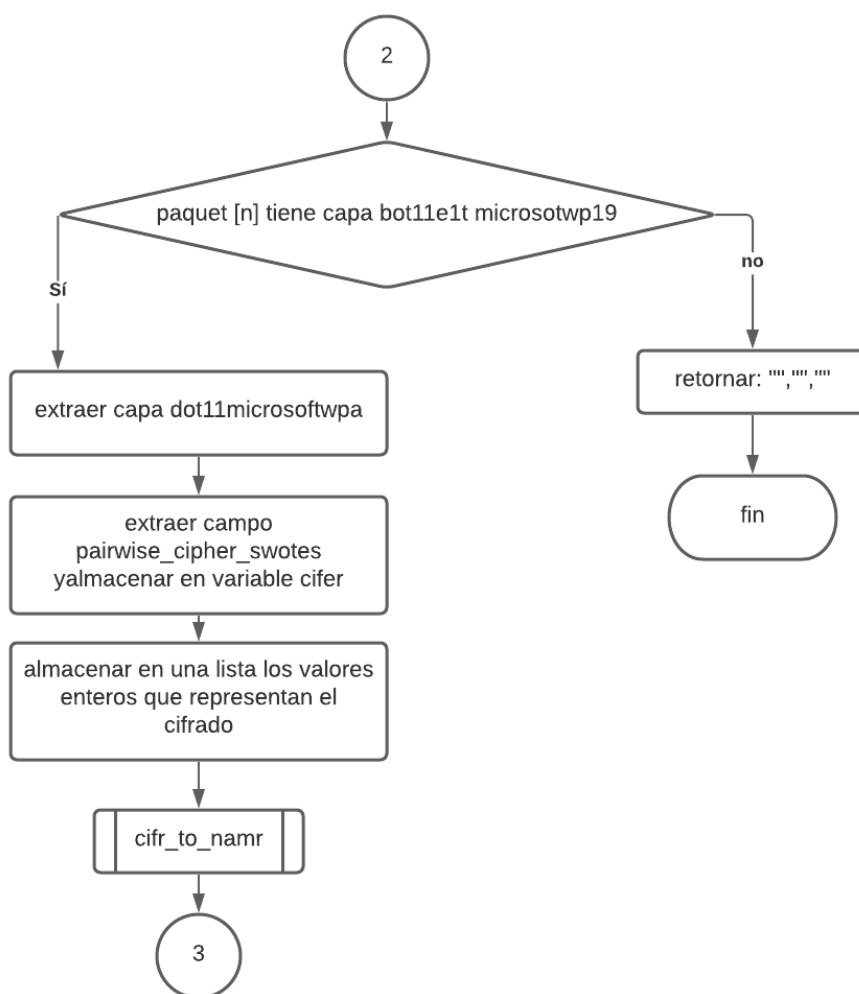 2
paquet [n] tiene capa bot11e1t microsotwp19
no
Sí
retornar: "","",""
extraer capa dot11microsoftwpa
extraer campo
pairwise_cipher_swotes
yalmacenar en variable cifer
fin
almacenar en una lista los valores
enteros que representan el
cifrado
cifr_to_namr
3